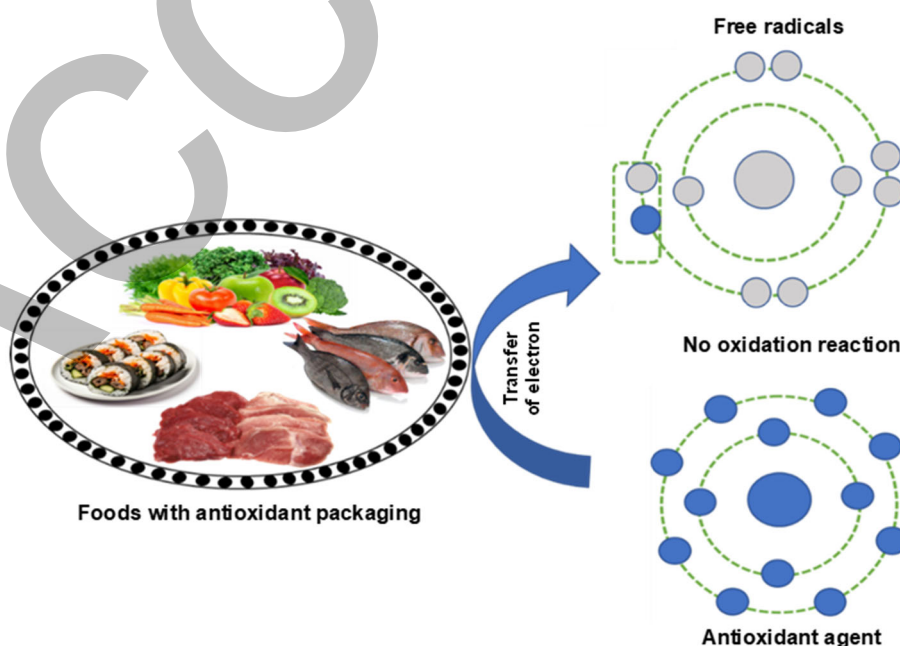 Free radicals
Transfer
of electron
No oxidation reaction
Foods with antioxidant packaging
Antioxidant agent